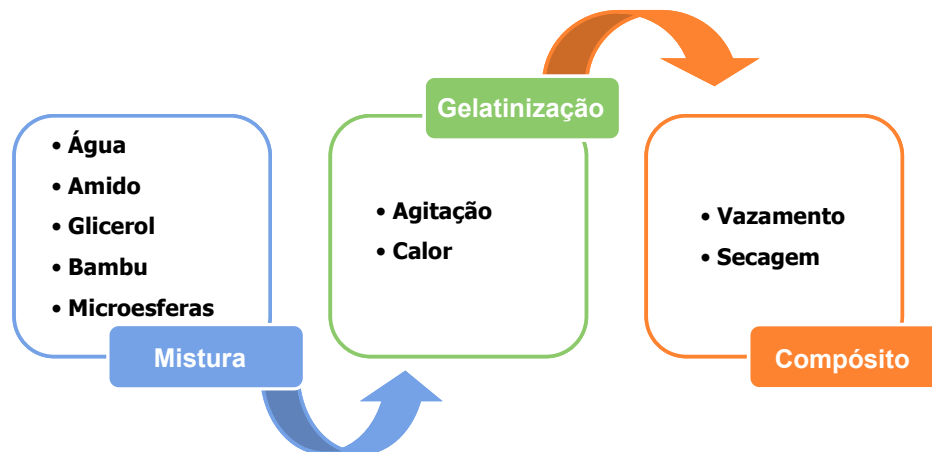 • Água
• Amido
• Glicerol
• Bambu
• Microesferas
Mistura
Gelatinização
• Agitação
• Calor
• Vazamento
• Secagem
Compósito